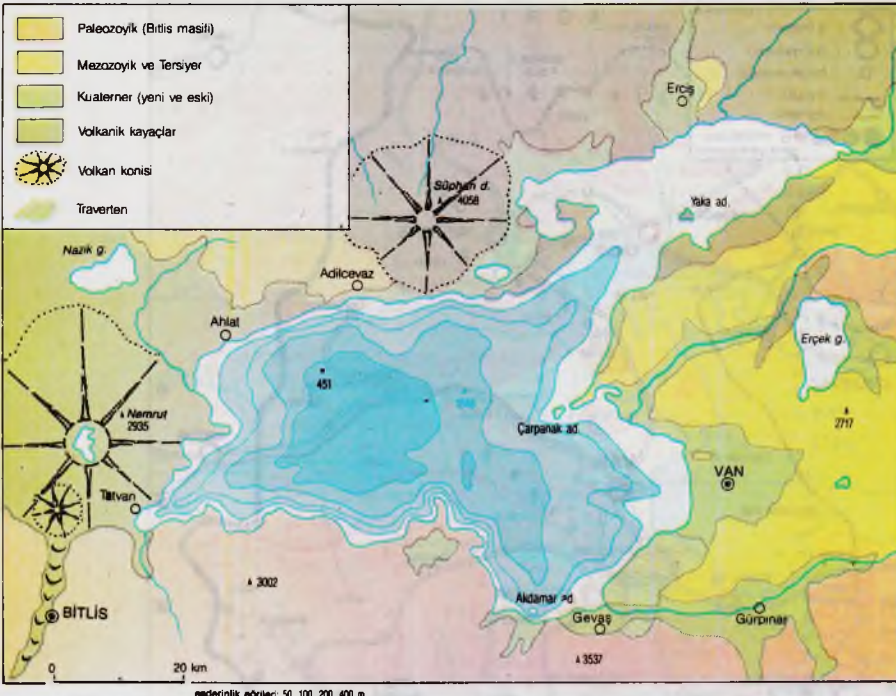 Paleozoyik (Bitlis masifi)
Mezozoyik ve Tersiyer
Kuaterner (yeni ve eski)
Volkanik kayaçlar
Volkan konisi
Traverten
Erciş
Süphan d.
4058
Yaka ad.
Nazik g.
Adilcevaz
Ahlat
Erçek g.
451
Nemrut
2935
Çarpanak ad.
2717
VAN
Tatvan
3002
Akdamar ad
BİTLİS
Gevaş
Gürpınar
3537
0 20 km
eşderinlik eğrileri: 50, 100, 200, 400 m